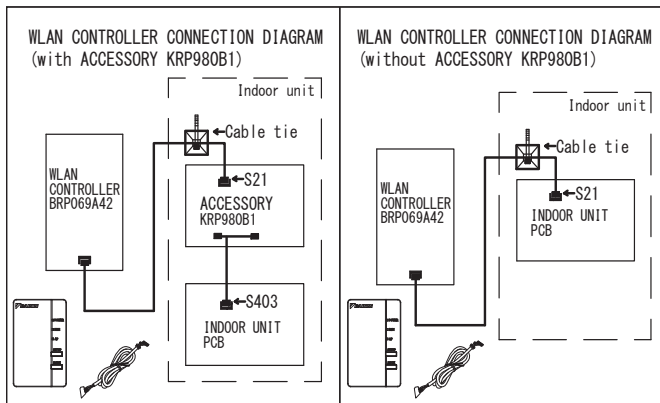 WLAN CONTROLLER CONNECTION DIAGRAM
(with ACCESSORY KRP980B1)
Indoor unit
←Cable tie
WLAN
CONTROLLER
BRP069A42
←S21
ACCESSORY
KRP980B1
←S403
INDOOR UNIT
PCB
DAIKIN
WLAN CONTROLLER CONNECTION DIAGRAM
(without ACCESSORY KRP980B1)
Indoor unit
←Cable tie
WLAN
CONTROLLER
BRP069A42
←S21
INDOOR UNIT
PCB
DAIKIN